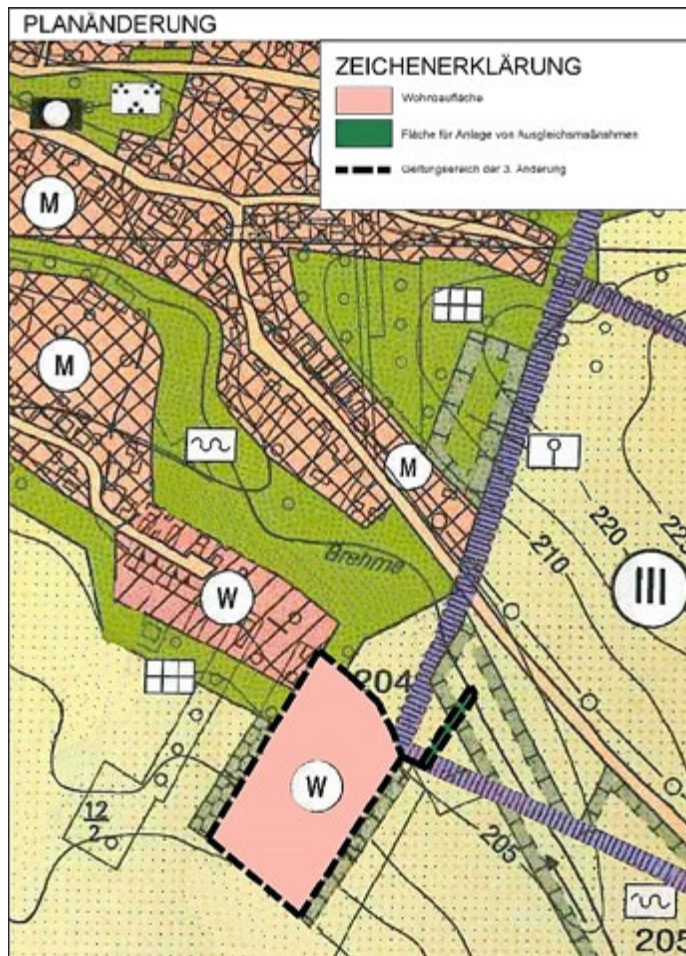 PLANÄNDERUNG
ZEICHENERKLÄRUNG
Wohnbaufläche
Fläche für Anlage von Ausgleichsmaßnahmen
Geltungsbereich der 3. Änderung
M
M
M
Brehme
210
220
III
W
204
W
12
2
205
205